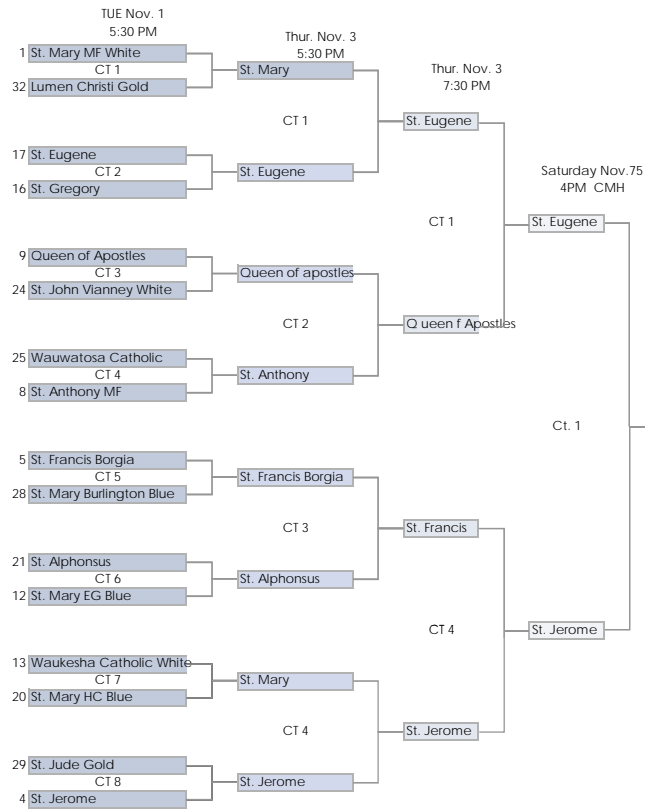 TUE Nov. 1
5:30 PM
1 St. Mary MF White
CT 1
32 Lumen Christi Gold
17 St. Eugene
CT 2
16 St. Gregory
9 Queen of Apostles
CT 3
24 St. John Vianney White
25 Wauwatosa Catholic
CT 4
8 St. Anthony MF
5 St. Francis Borgia
CT 5
28 St. Mary Burlington Blue
21 St. Alphonsus
CT 6
12 St. Mary EG Blue
13 Waukesha Catholic White
CT 7
20 St. Mary HC Blue
29 St. Jude Gold
CT 8
4 St. Jerome
Thur. Nov. 3
5:30 PM
St. Mary
CT 1
St. Eugene
Queen of apostles
CT 2
St. Anthony
St. Francis Borgia
CT 3
St. Alphonsus
St. Mary
CT 4
St. Jerome
Thur. Nov. 3
7:30 PM
St. Eugene
CT 1
Q ueen f Apostles
St. Francis
CT 4
St. Jerome
Saturday Nov.75
4PM CMH
St. Eugene
Ct. 1
St. Jerome